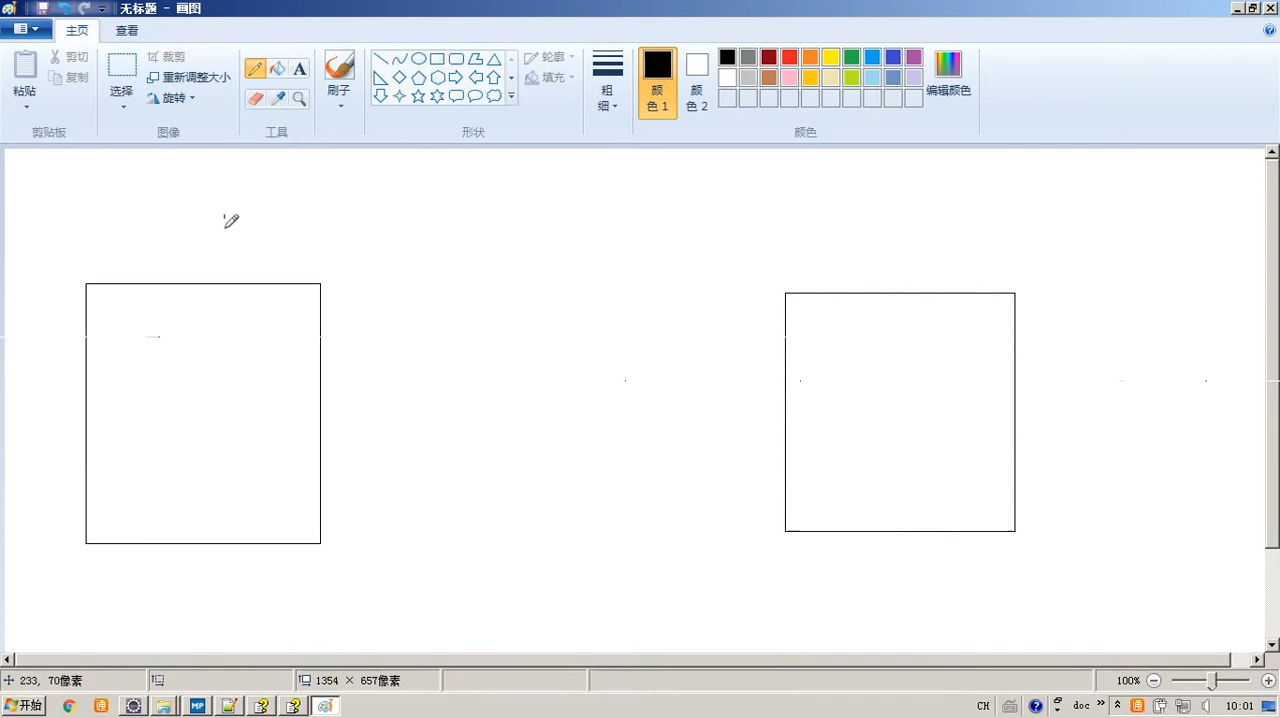 无标题 - 画图
主页
查看
粘贴
剪切
复制
剪贴板
选择
裁剪
重新调整大小
旋转
图像
A
工具
刷子
形状
轮廓
填充
粗
细
颜
色 1
颜
色 2
颜色
编辑颜色
233, 70像素
1354 × 657像素
100%
开始
MP
CH
doc
10:01